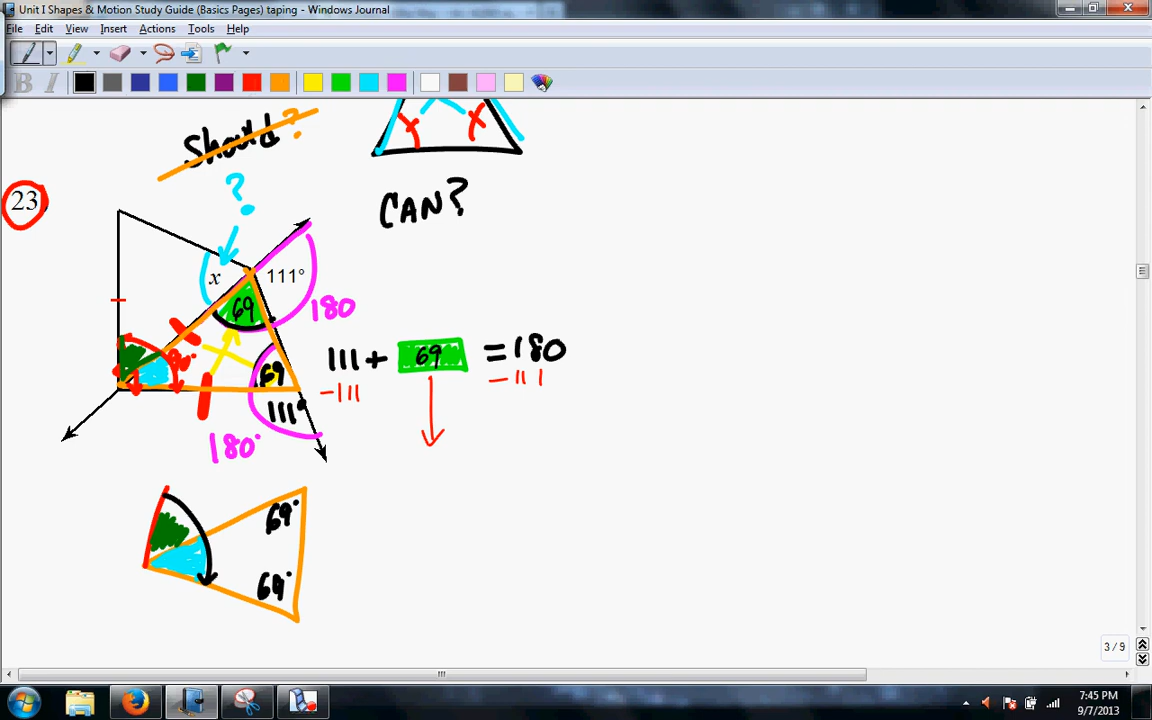 Unit I Shapes & Motion Study Guide (Basics Pages) taping - Windows Journal
File Edit View Insert Actions Tools Help
B I
Should?
?
CAN?
23
x
111°
69
180
90°
69
111 + 69 = 180
-111 -111
111°
180°
69°
69°
3 / 9
7:45 PM
9/7/2013